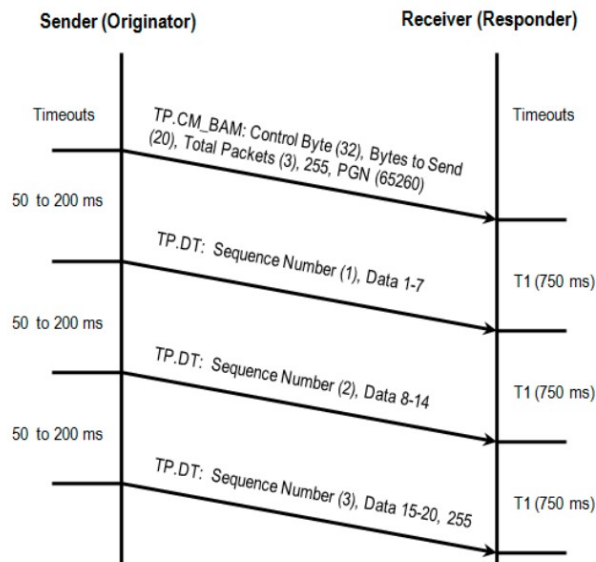 Sender (Originator)
Receiver (Responder)
Timeouts
Timeouts
TP.CM_BAM: Control Byte (32), Bytes to Send
(20), Total Packets (3), 255, PGN (65260)
50 to 200 ms
TP.DT: Sequence Number (1), Data 1-7
T1 (750 ms)
50 to 200 ms
TP.DT: Sequence Number (2), Data 8-14
T1 (750 ms)
50 to 200 ms
TP.DT: Sequence Number (3), Data 15-20, 255
T1 (750 ms)